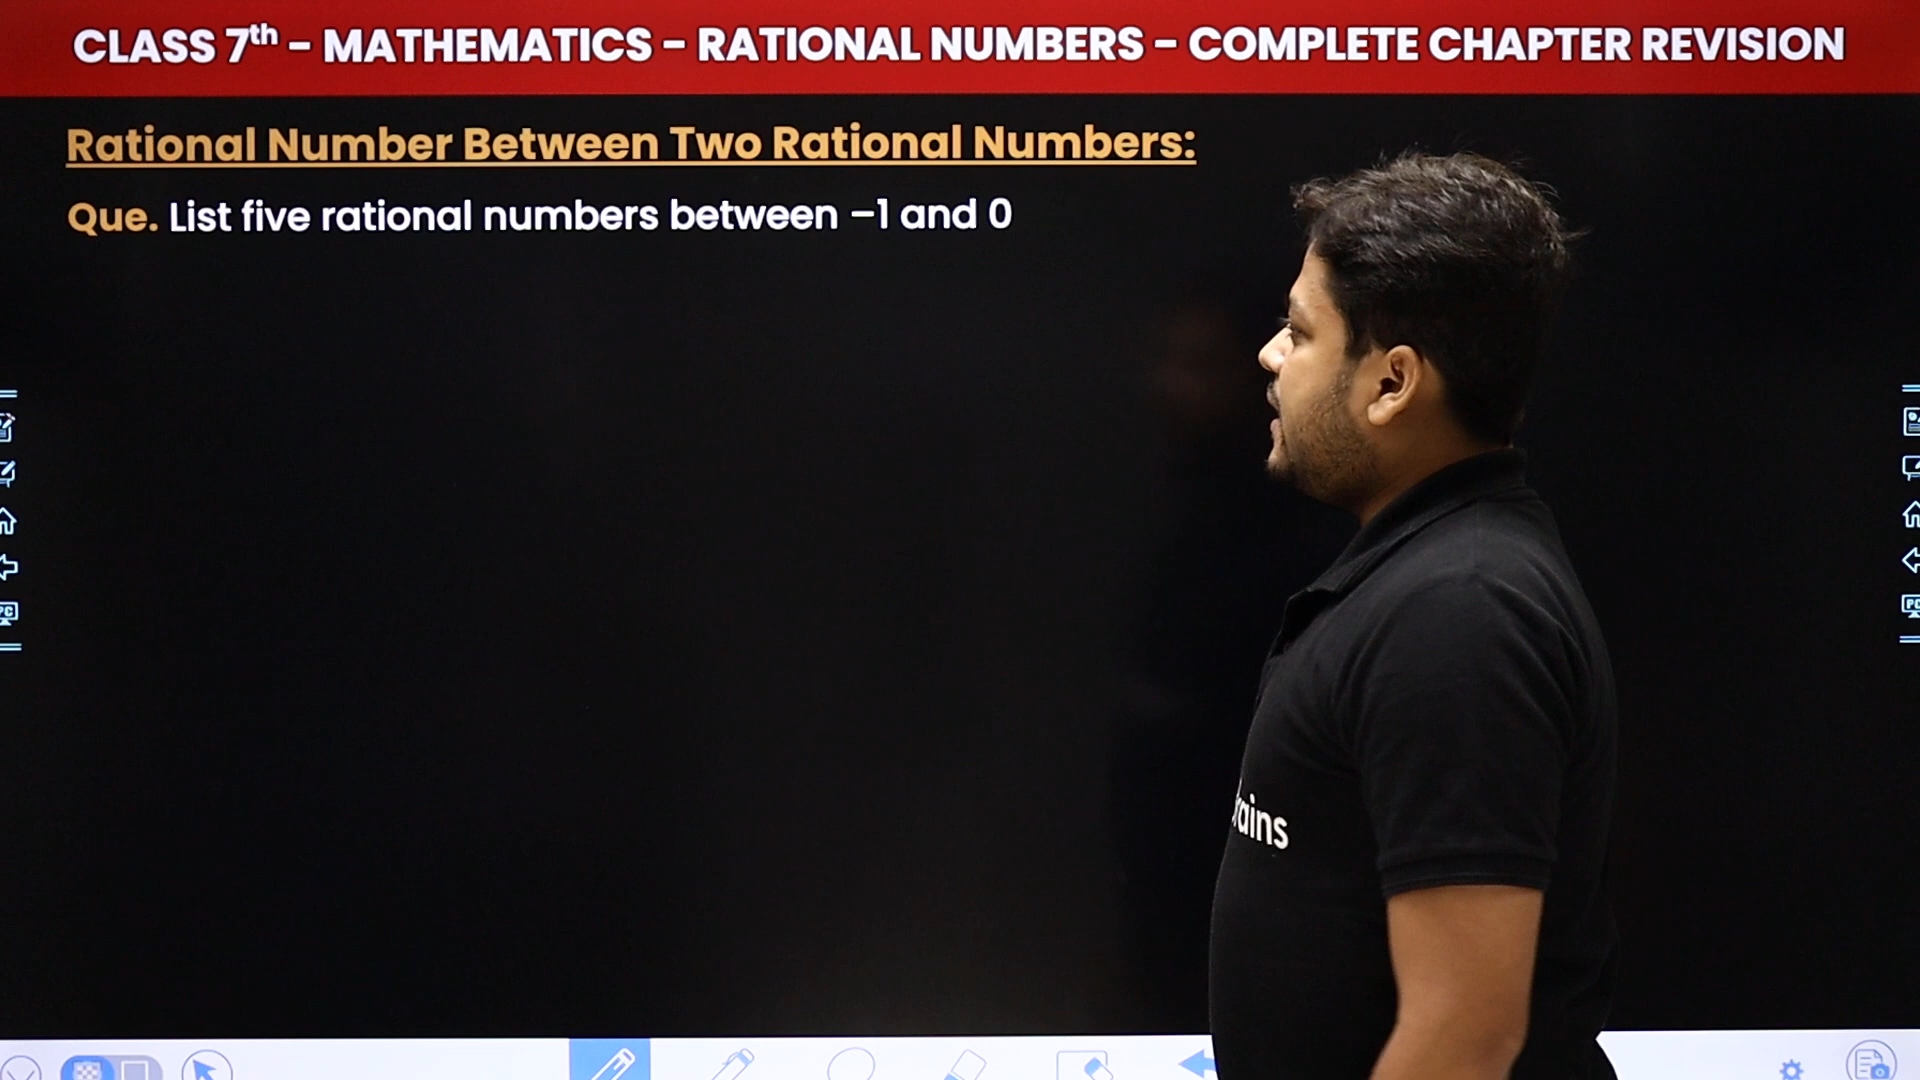 CLASS 7th – MATHEMATICS – RATIONAL NUMBERS – COMPLETE CHAPTER REVISION
Rational Number Between Two Rational Numbers:
Que. List five rational numbers between –1 and 0